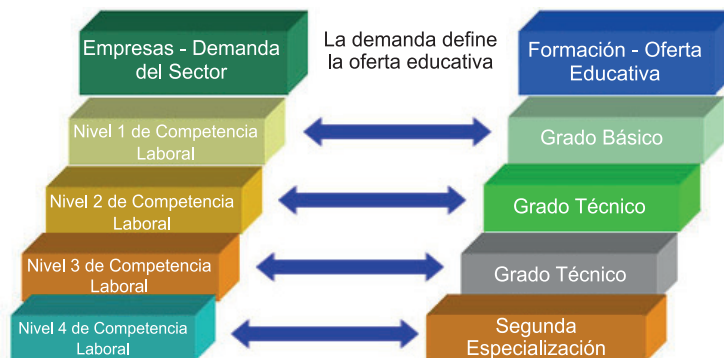 Empresas - Demanda
del Sector
La demanda define
la oferta educativa
Formación - Oferta
Educativa
Nivel 1 de Competencia
Laboral
Grado Básico
Nivel 2 de Competencia
Laboral
Grado Técnico
Nivel 3 de Competencia
Laboral
Grado Técnico
Nivel 4 de Competencia
Laboral
Segunda
Especialización